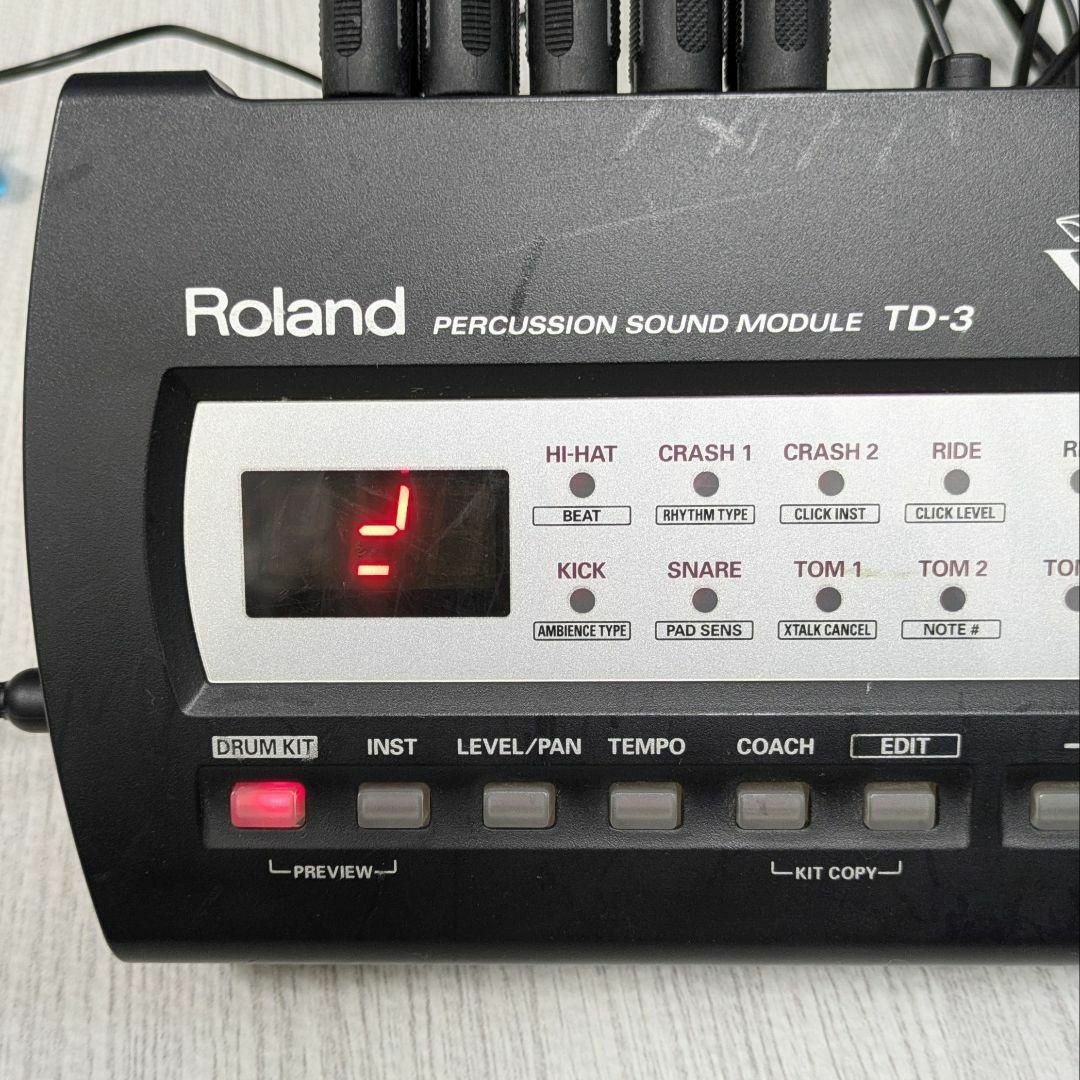 Roland PERCUSSION SOUND MODULE TD-3
HI-HAT CRASH 1 CRASH 2 RIDE
BEAT RHYTHM TYPE CLICK INST CLICK LEVEL
KICK SNARE TOM 1 TOM 2
AMBIENCE TYPE PAD SENS XTALK CANCEL NOTE #
DRUM KIT INST LEVEL/PAN TEMPO COACH EDIT
PREVIEW KIT COPY